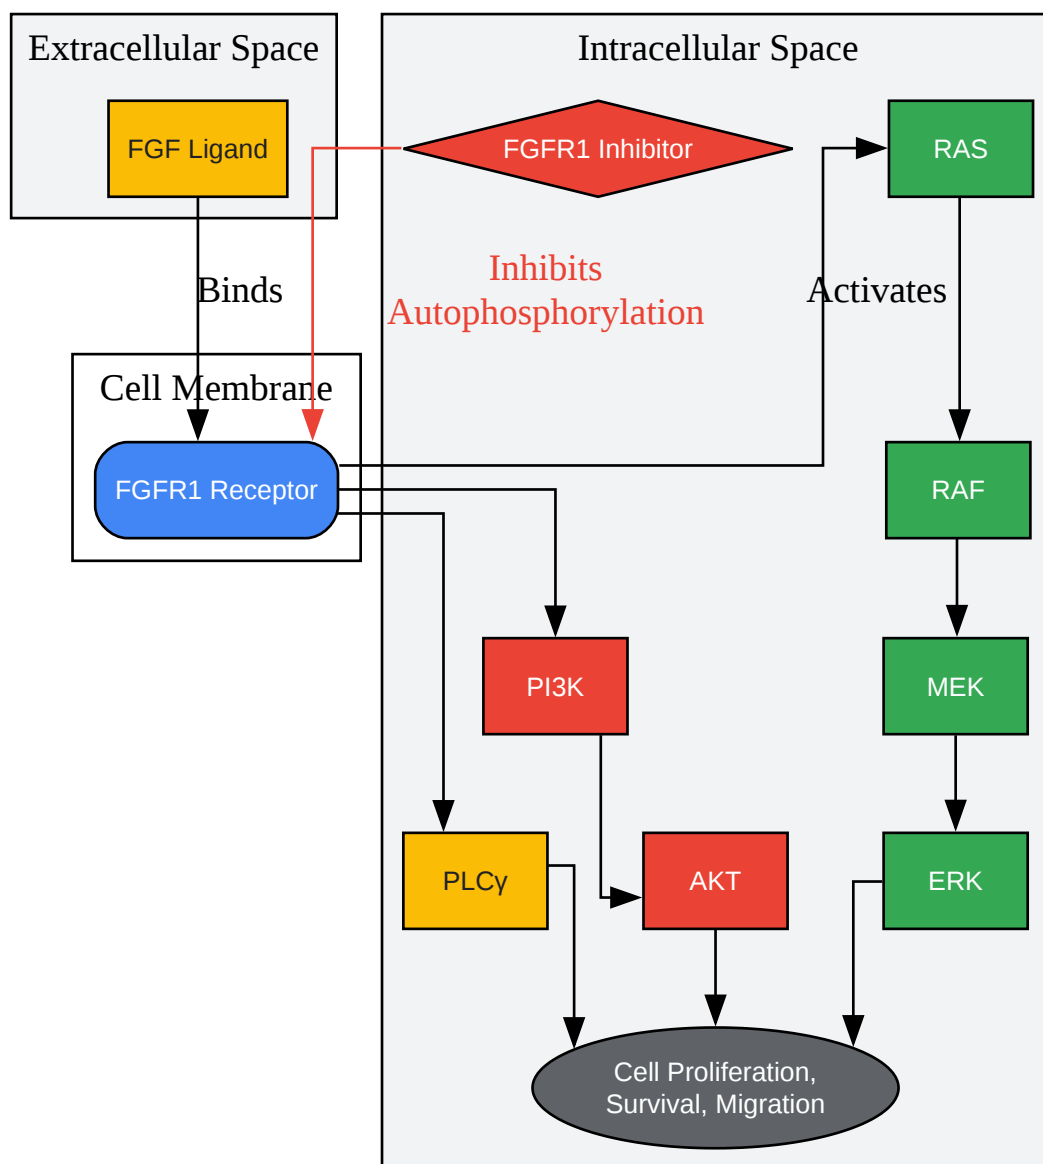 Extracellular Space
Intracellular Space
FGF Ligand
FGFR1 Inhibitor
RAS
Binds
Inhibits
Autophosphorylation
Activates
Cell Membrane
FGFR1 Receptor
RAF
PI3K
MEK
PLCγ
AKT
ERK
Cell Proliferation,
Survival, Migration